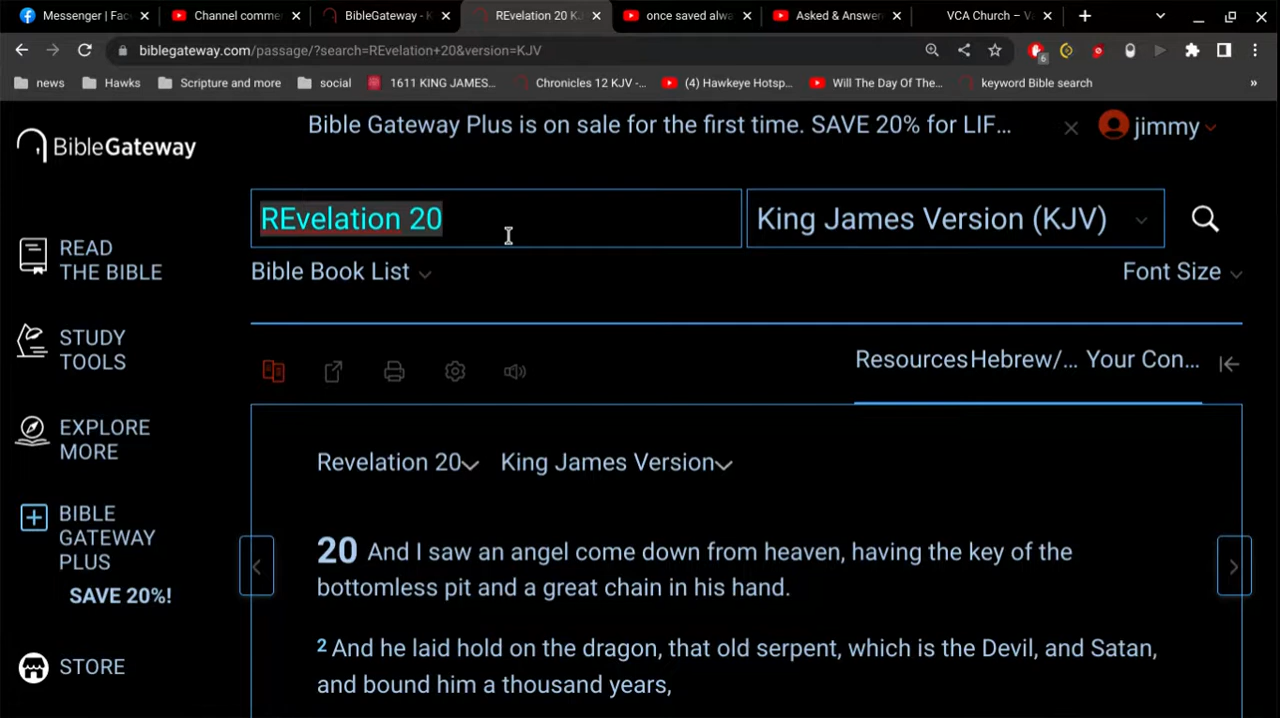 Messenger | Fac
Channel comme
BibleGateway - K
REvelation 20 KJ
once saved alwa
Asked & Answere
VCA Church – Va
biblegateway.com/passage/?search=REvelation+20&version=KJV
6
news
Hawks
Scripture and more
social
1611 KING JAMES...
Chronicles 12 KJV -...
(4) Hawkeye Hotsp...
Will The Day Of The...
keyword Bible search
»
BibleGateway
Bible Gateway Plus is on sale for the first time. SAVE 20% for LIF...
jimmy
REvelation 20
King James Version (KJV)
Bible Book List
Font Size
READ
THE BIBLE
STUDY
TOOLS
EXPLORE
MORE
BIBLE
GATEWAY
PLUS
SAVE 20%!
STORE
Resources
Hebrew/...
Your Con...
Revelation 20
King James Version
20 And I saw an angel come down from heaven, having the key of the
bottomless pit and a great chain in his hand.
2 And he laid hold on the dragon, that old serpent, which is the Devil, and Satan,
and bound him a thousand years,